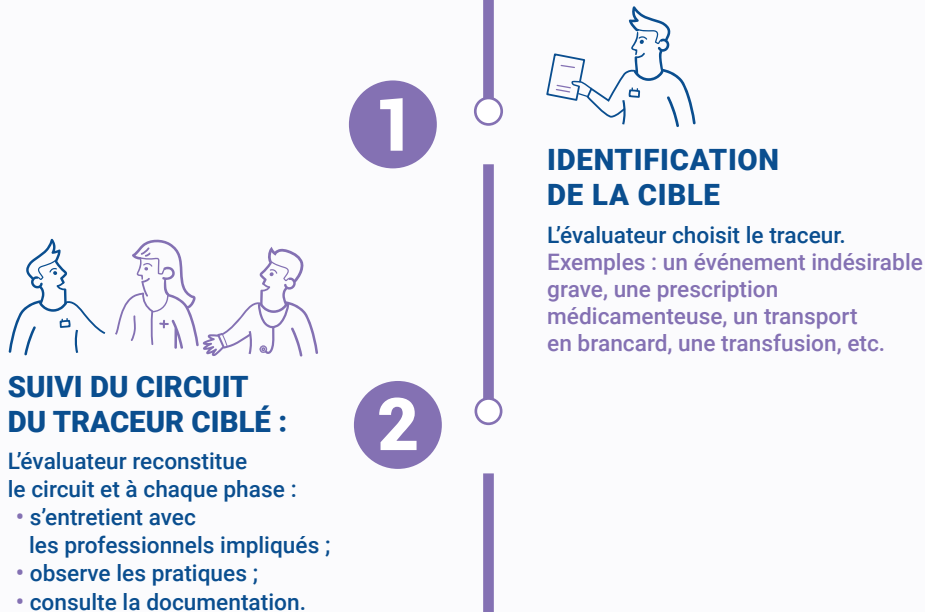 1
IDENTIFICATION
DE LA CIBLE
L’évaluateur choisit le traceur.
Exemples : un événement indésirable
grave, une prescription
médicamenteuse, un transport
en brancard, une transfusion, etc.
2
SUIVI DU CIRCUIT
DU TRACEUR CIBLÉ :
L’évaluateur reconstitue
le circuit et à chaque phase :
• s’entretient avec
les professionnels impliqués ;
• observe les pratiques ;
• consulte la documentation.